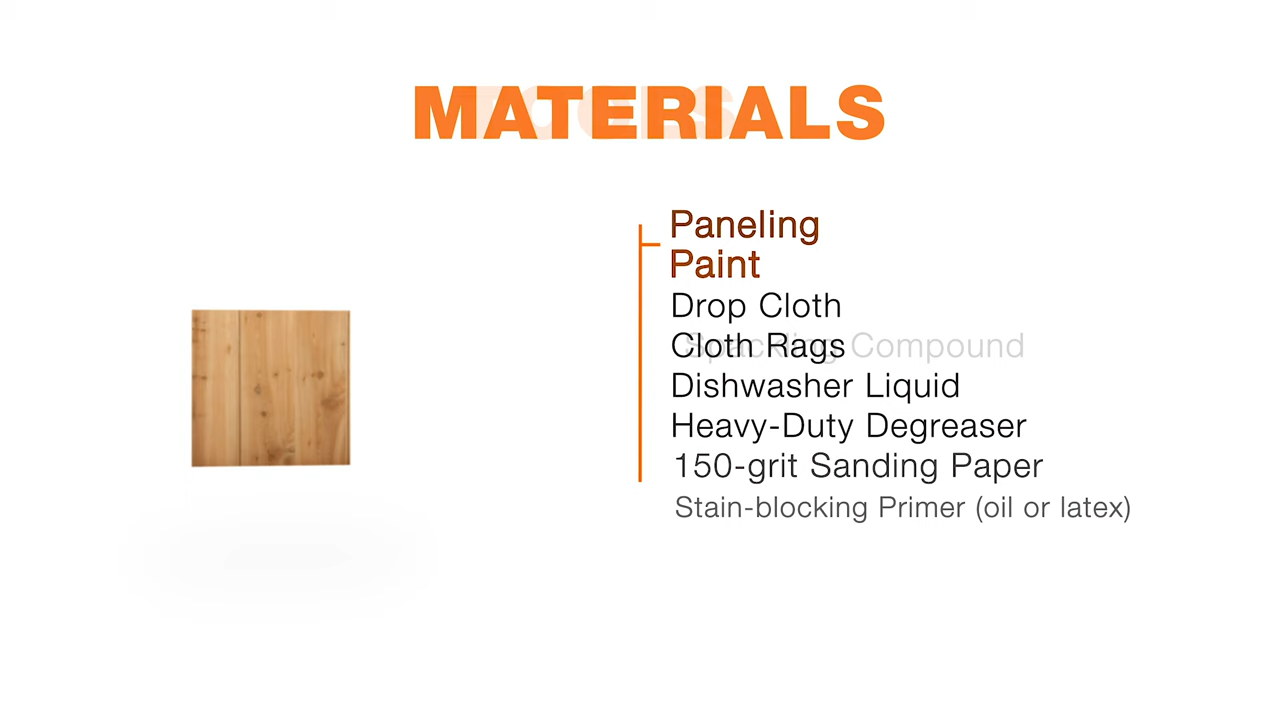 MATERIALS
Paneling
Paint
Drop Cloth
Cloth Rags
Spackling Compound
Dishwasher Liquid
Heavy-Duty Degreaser
150-grit Sanding Paper
Stain-blocking Primer (oil or latex)